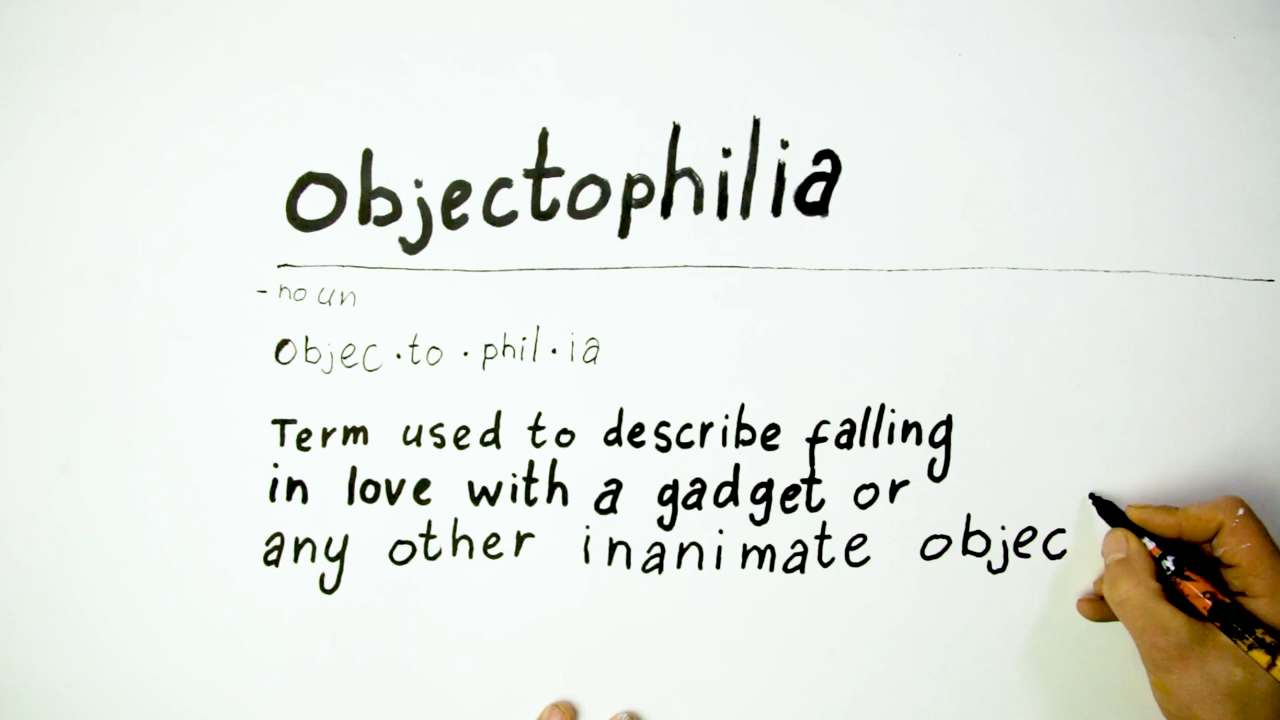 Objectophilia
- noun
Objec·to·phil·ia
Term used to describe falling
in love with a gadget or
any other inanimate objec